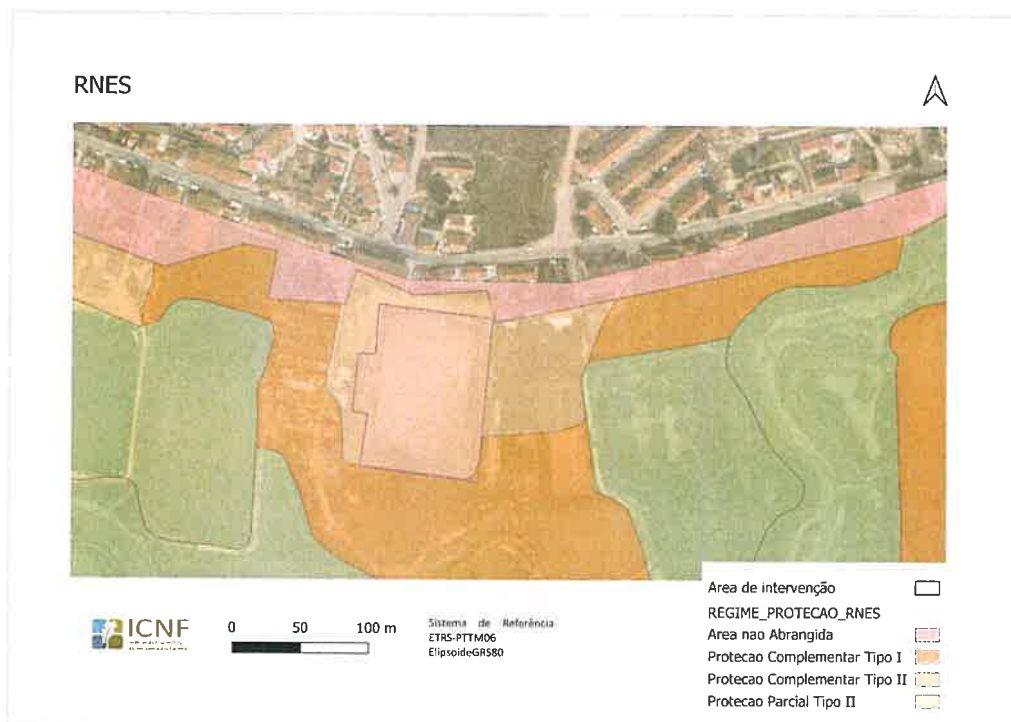 RNES
ICNF
0 50 100 m
Sistema de Referência
ETRS-PTTM06
ElipsoideGRS80
Area de intervenção
REGIME_PROTECAO_RNES
Area nao Abrangida
Protecao Complementar Tipo I
Protecao Complementar Tipo II
Protecao Parcial Tipo II